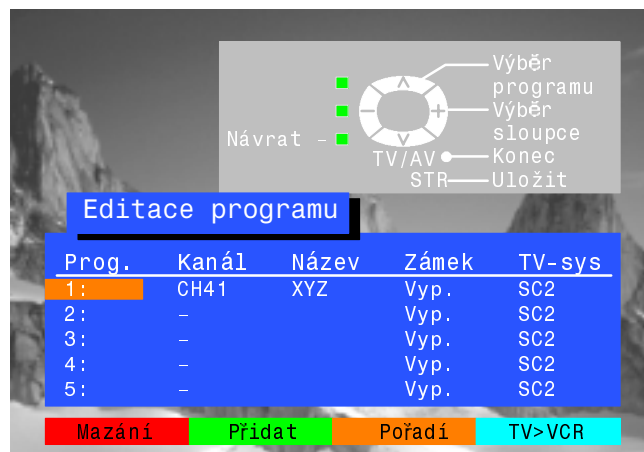 Výběr
programu
Výběr
Návrat – sloupce
TV/AV Konec
STR Uložit
Editace programu
Prog. Kanál Název Zámek TV-sys
1: CH41 XYZ Vyp. SC2
2: – Vyp. SC2
3: – Vyp. SC2
4: – Vyp. SC2
5: – Vyp. SC2
Mazání Přidat Pořadí TV>VCR